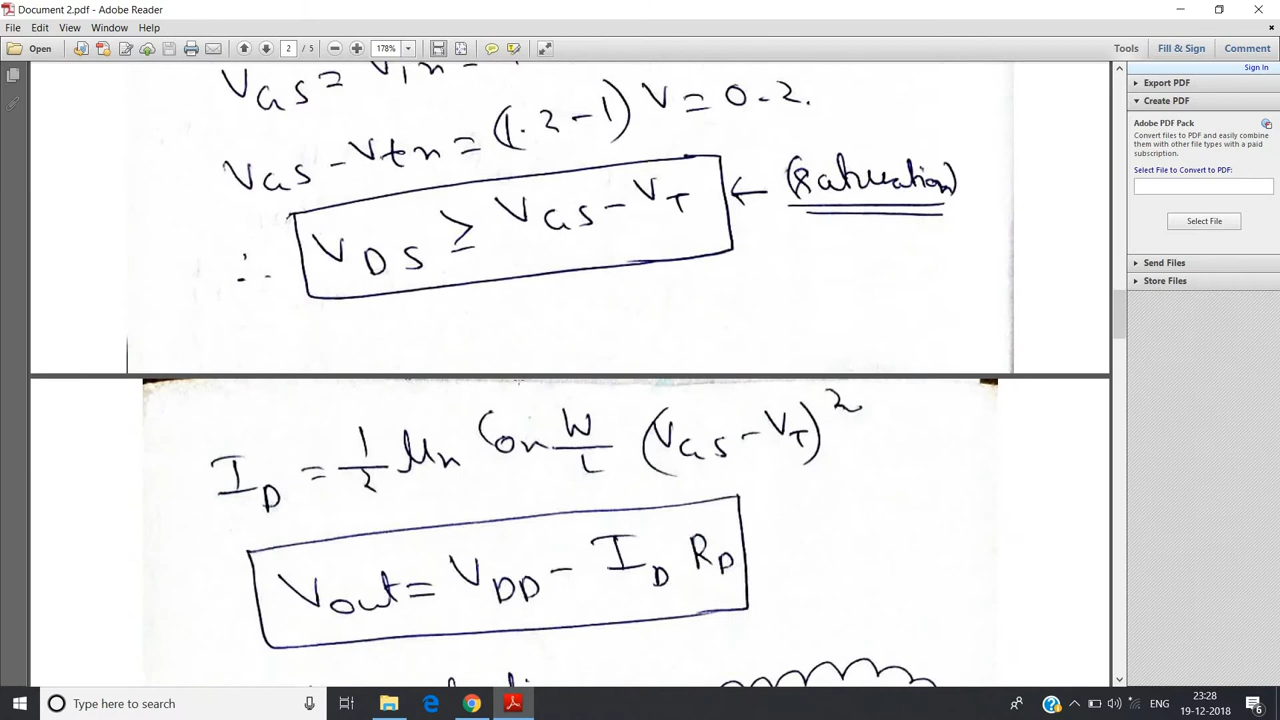 Document 2.pdf - Adobe Reader
File Edit View Window Help
Open 2 / 5 178% Tools Fill & Sign Comment
Sign In
Export PDF
Create PDF
Adobe PDF Pack
Convert files to PDF and easily combine
them with other file types with a paid
subscription.
Select File to Convert to PDF:
Select File
Send Files
Store Files
VGS = Vin =
VGS - Vtn = (1.2 - 1) V = 0.2.
∴ VDS ≥ VGS - VT ← (Saturation)
ID = 1/2 μn Cox W/L (VGS - VT)²
Vout = VDD - ID RD
Type here to search
ENG
23:28
19-12-2018
6